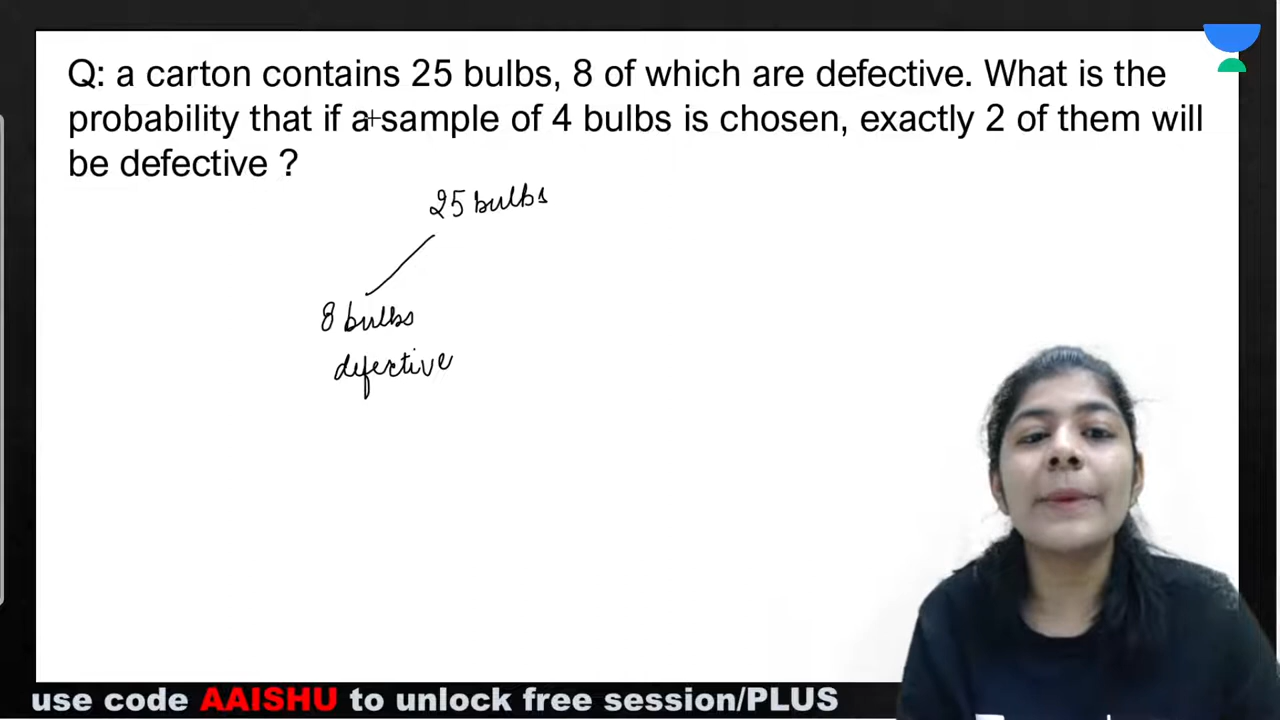 Q: a carton contains 25 bulbs, 8 of which are defective. What is the
probability that if a sample of 4 bulbs is chosen, exactly 2 of them will
be defective ?
25 bulbs
8 bulbs
defective
use code AAISHU to unlock free session/PLUS